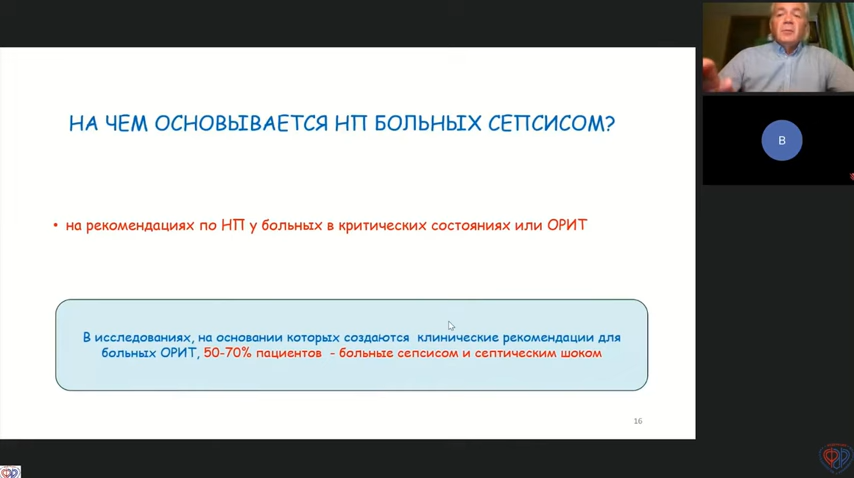 НА ЧЕМ ОСНОВЫВАЕТСЯ НП БОЛЬНЫХ СЕПСИСОМ?
• на рекомендациях по НП у больных в критических состояниях или ОРИТ
В исследованиях, на основании которых создаются клинические рекомендации для
больных ОРИТ, 50-70% пациентов - больные сепсисом и септическим шоком
16
В